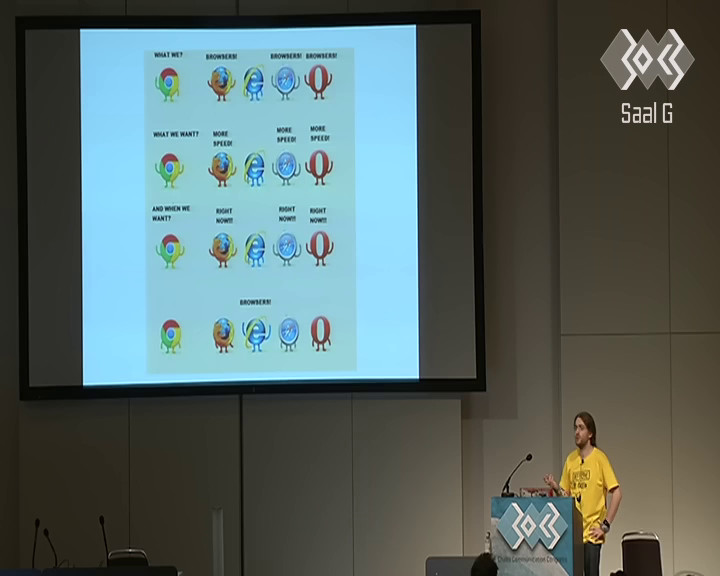 Saal G
WHAT WE?
BROWSERS!
BROWSERS!
BROWSERS!
WHAT WE WANT?
MORE
SPEED!
MORE
SPEED!
MORE
SPEED!
AND WHEN WE
WANT?
RIGHT
NOW!!!
RIGHT
NOW!!!
RIGHT
NOW!!!
BROWSERS!
Chaos Communication Congress